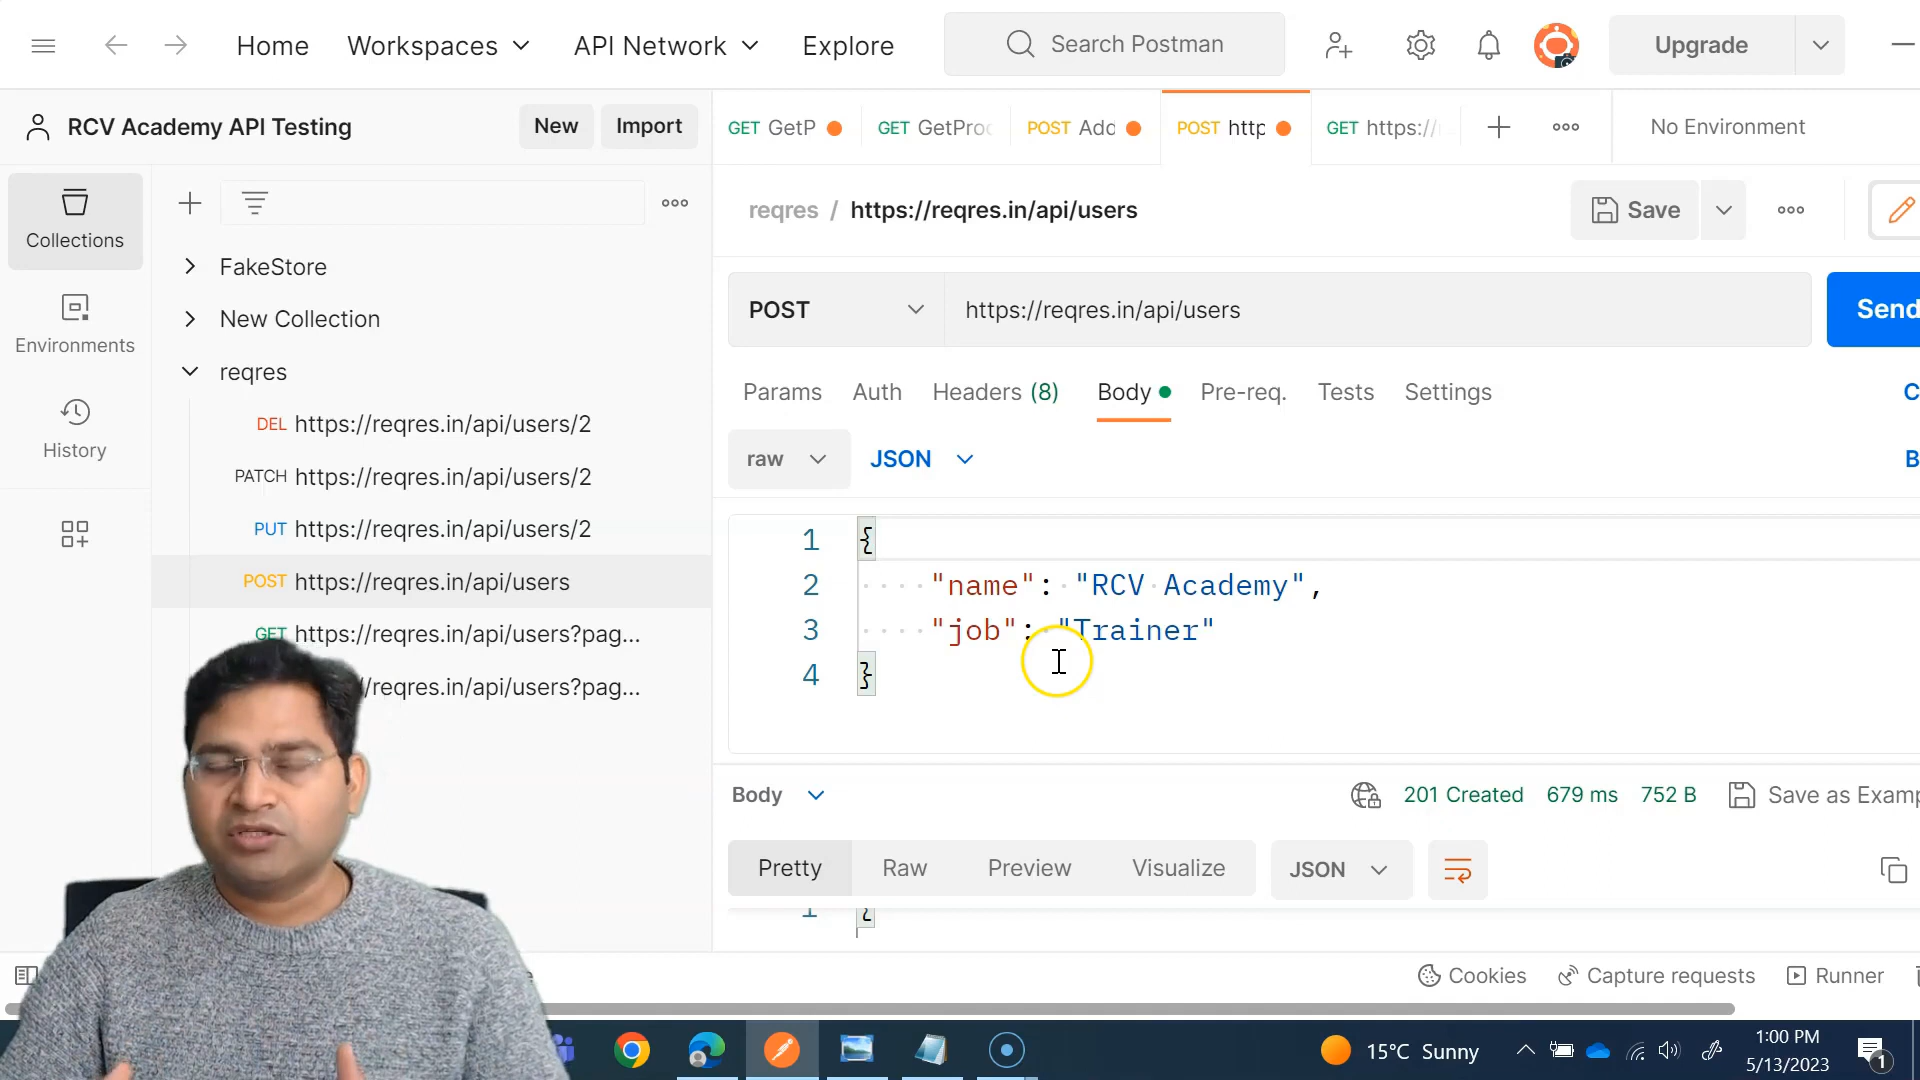 Home Workspaces API Network Explore Search Postman Upgrade
RCV Academy API Testing New Import
GET GetP POST Add POST http GET https:// No Environment
GET GetProd
Collections
Environments
History
FakeStore
New Collection
reqres
DEL https://reqres.in/api/users/2
PATCH https://reqres.in/api/users/2
PUT https://reqres.in/api/users/2
POST https://reqres.in/api/users
GET https://reqres.in/api/users?pag...
/reqres.in/api/users?pag...
reqres / https://reqres.in/api/users Save
POST https://reqres.in/api/users Send
Params Auth Headers (8) Body Pre-req. Tests Settings C
raw JSON B
1 {
2 "name": "RCV Academy",
3 "job": "Trainer"
4 }
Body 201 Created 679 ms 752 B Save as Examp
Pretty Raw Preview Visualize JSON
1 {
Cookies Capture requests Runner
15°C Sunny 1:00 PM
5/13/2023 1